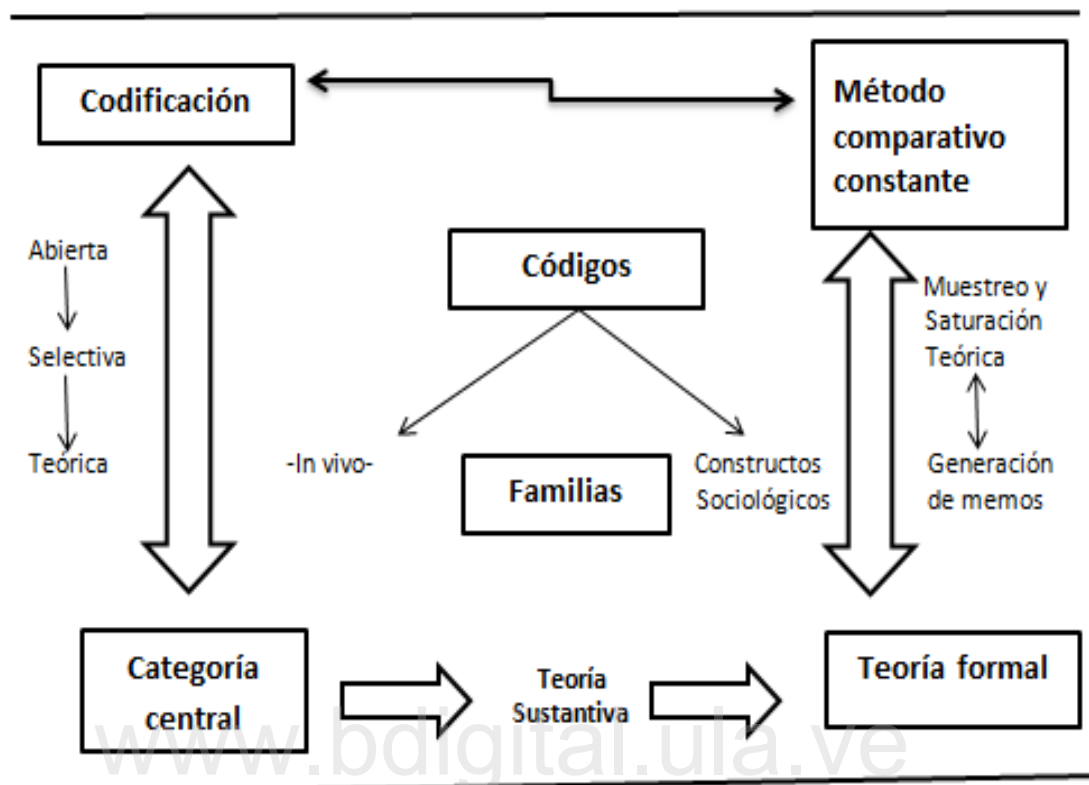 Codificación
Método
comparativo
constante
Abierta
Selectiva
Teórica
Códigos
-In vivo-
Familias
Constructos
Sociológicos
Muestreo y
Saturación
Teórica
Generación
de memos
Categoría
central
Teoría
Sustantiva
Teoría formal
www.bdigital.ula.ve